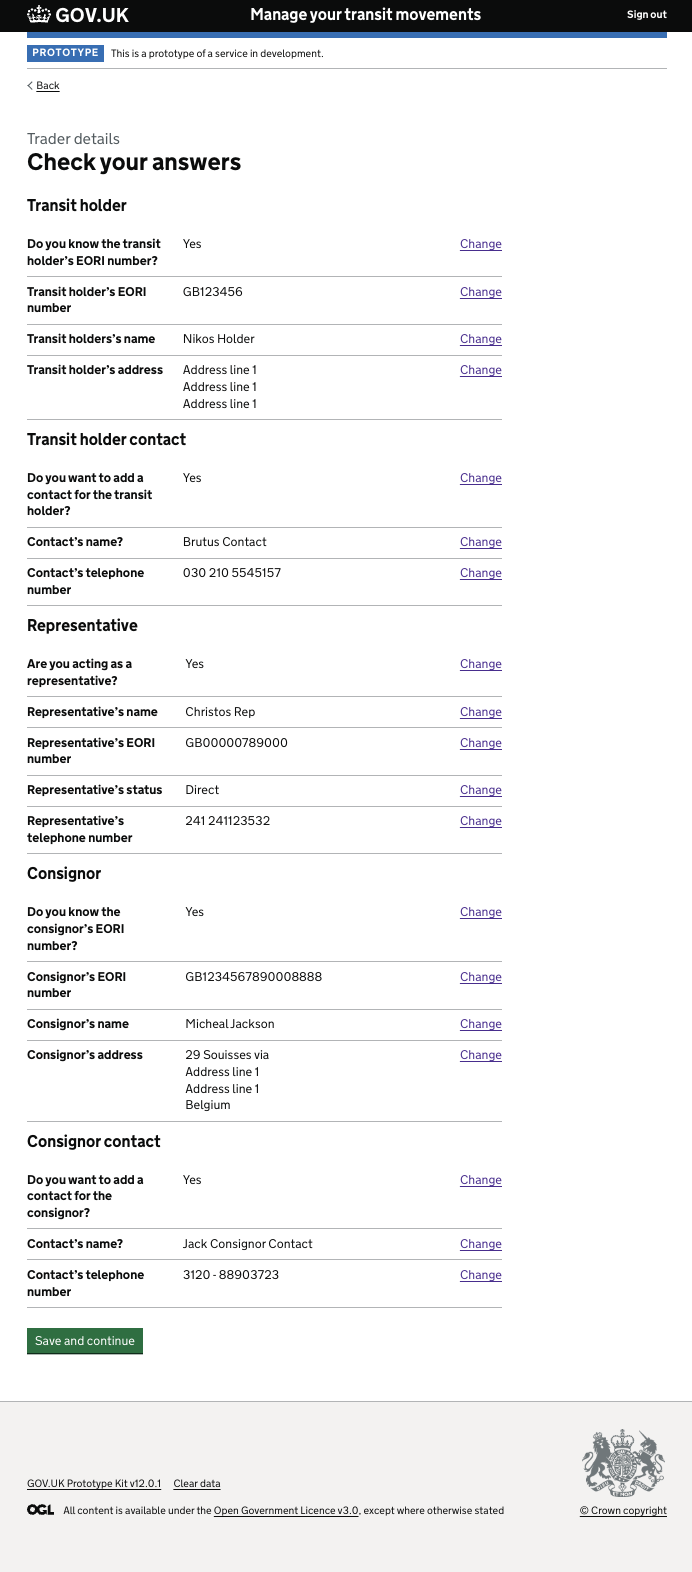 GOV.UK Manage your transit movements Sign out
PROTOTYPE This is a prototype of a service in development.
Back
Trader details
Check your answers
Transit holder
Do you know the transit holder’s EORI number? Yes Change
Transit holder’s EORI number GB123456 Change
Transit holders’s name Nikos Holder Change
Transit holder’s address Address line 1 Change
Address line 1
Address line 1
Transit holder contact
Do you want to add a contact for the transit holder? Yes Change
Contact’s name? Brutus Contact Change
Contact’s telephone number 030 210 5545157 Change
Representative
Are you acting as a representative? Yes Change
Representative’s name Christos Rep Change
Representative’s EORI number GB00000789000 Change
Representative’s status Direct Change
Representative’s telephone number 241 241123532 Change
Consignor
Do you know the consignor’s EORI number? Yes Change
Consignor’s EORI number GB1234567890008888 Change
Consignor’s name Micheal Jackson Change
Consignor’s address 29 Souisses via Change
Address line 1
Address line 1
Belgium
Consignor contact
Do you want to add a contact for the consignor? Yes Change
Contact’s name? Jack Consignor Contact Change
Contact’s telephone number 3120 - 88903723 Change
Save and continue
GOV.UK Prototype Kit v12.0.1 Clear data
OGL All content is available under the Open Government Licence v3.0, except where otherwise stated © Crown copyright